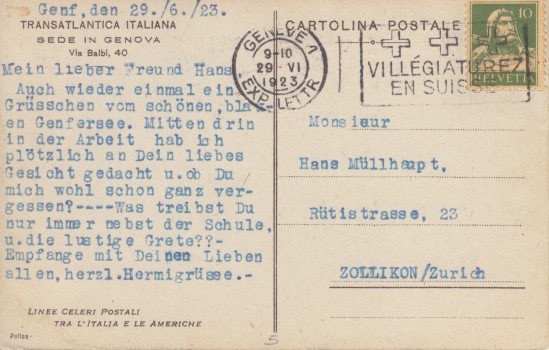 Genf, den 29./6./23.
TRANSATLANTICA ITALIANA
SEDE IN GENOVA
Via Balbi, 40
Mein lieber Freund Hans
Auch wieder einmal ein
Grüsschen vom schönen, blau-
en Genfersee. Mitten drin
in der Arbeit hab ich
plötzlich an Dein liebes
Gesicht gedacht u.ob Du
mich wohl schon ganz ver-
gessen?----Was treibst Du
nur immer nebst der Schule,
u.die lustige Grete??-
Empfange mit Deinen Lieben
allen, herzl.Hermigrüsse.-
LINEE CELERI POSTALI
TRA L'ITALIA E LE AMERICHE
CARTOLINA POSTALE
GENÈVE 1
9-10
29 VI
1923
EXP. LETTR.
VILLÉGIATUREZ
EN SUISSE
10
HELVETIA
Monsieur
Hans Müllhaupt,
Rütistrasse, 23
ZOLLIKON/Zurich
5